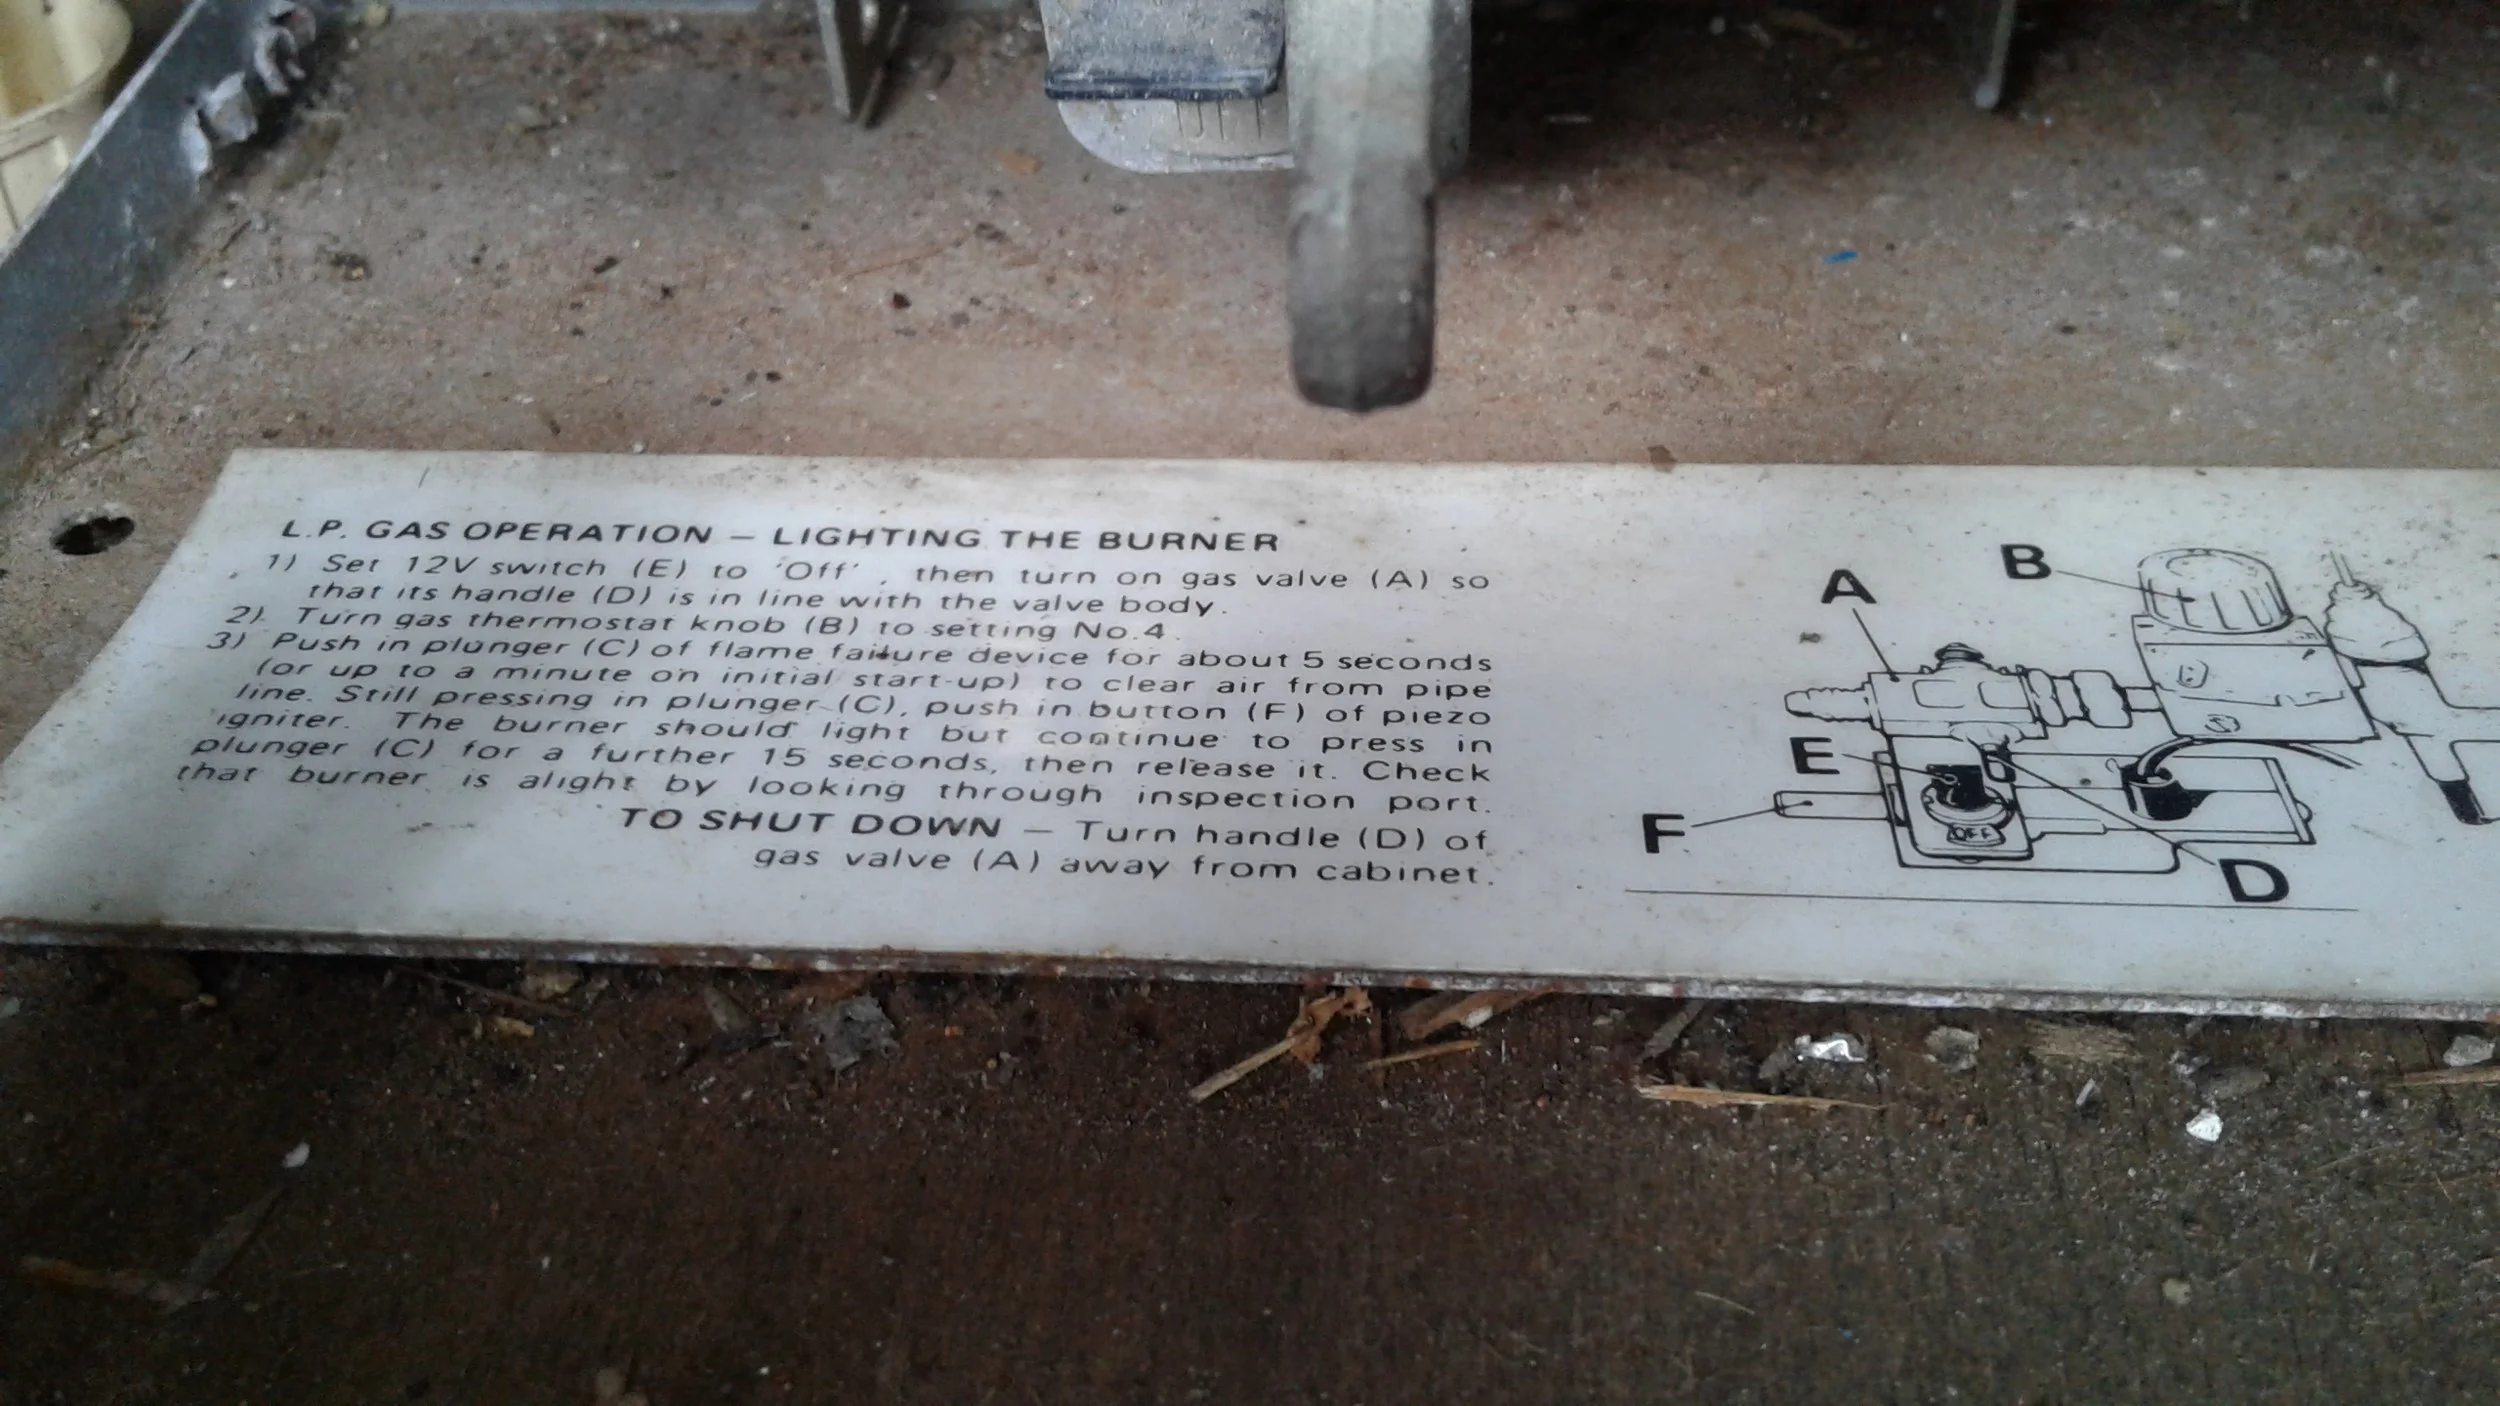 L.P. GAS OPERATION – LIGHTING THE BURNER
1) Set 12V switch (E) to 'Off', then turn on gas valve (A) so
that its handle (D) is in line with the valve body.
2) Turn gas thermostat knob (B) to setting No.4.
3) Push in plunger (C) of flame failure device for about 5 seconds
(or up to a minute on initial start-up) to clear air from pipe
line. Still pressing in plunger (C), push in button (F) of piezo
igniter. The burner should light but continue to press in
plunger (C) for a further 15 seconds, then release it. Check
that burner is alight by looking through inspection port.
TO SHUT DOWN – Turn handle (D) of
gas valve (A) away from cabinet.
A
B
E
F
OFF
D